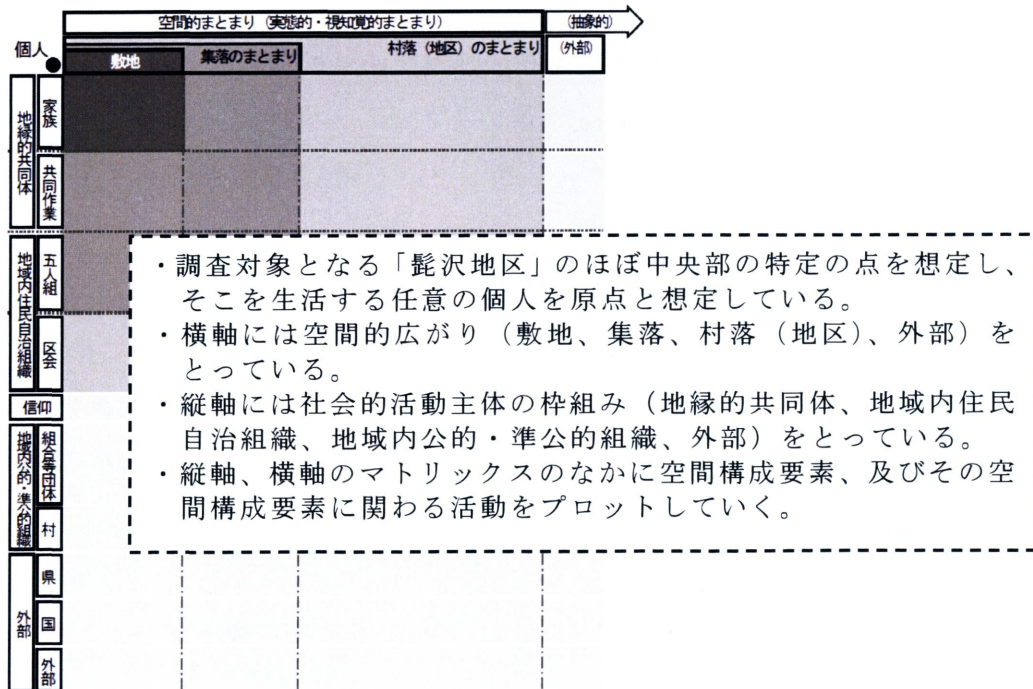 空間的まとまり（実態的・視知覚的まとまり）
（抽象的）
個人
敷地
集落のまとまり
村落（地区）のまとまり
（外部）
地縁的共同体
家族
共同作業
地域内住民自治組織
五人組
区会
信仰
地域内公的・準公的組織
組合等団体
村
外部
県
国
外部
・調査対象となる「髭沢地区」のほぼ中央部の特定の点を想定し、
そこを生活する任意の個人を原点と想定している。
・横軸には空間的広がり（敷地、集落、村落（地区）、外部）を
とっている。
・縦軸には社会的活動主体の枠組み（地縁的共同体、地域内住民
自治組織、地域内公的・準公的組織、外部）をとっている。
・縦軸、横軸のマトリックスのなかに空間構成要素、及びその空
間構成要素に関わる活動をプロットしていく。